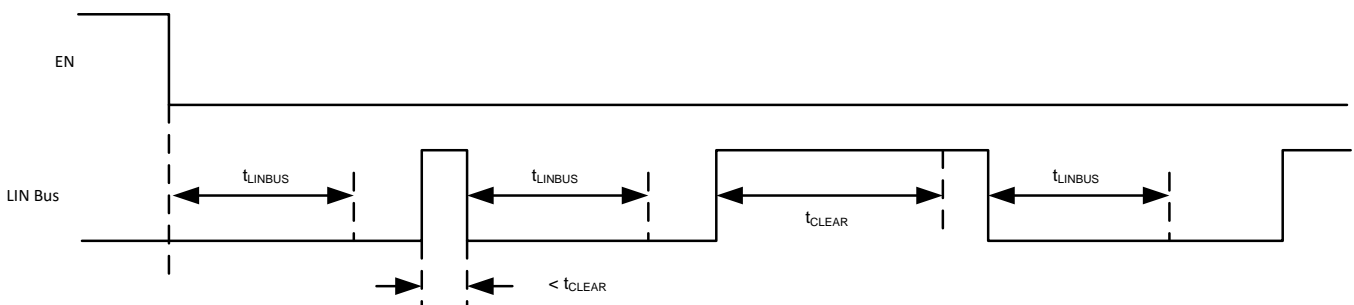 EN
LIN Bus
tLINBUS
tLINBUS
tLINBUS
tCLEAR
< tCLEAR